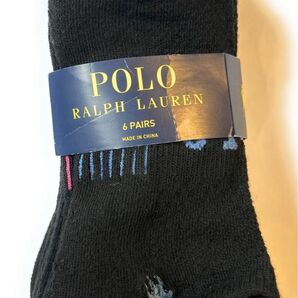 POLO
RALPH LAUREN
6 PAIRS
MADE IN CHINA